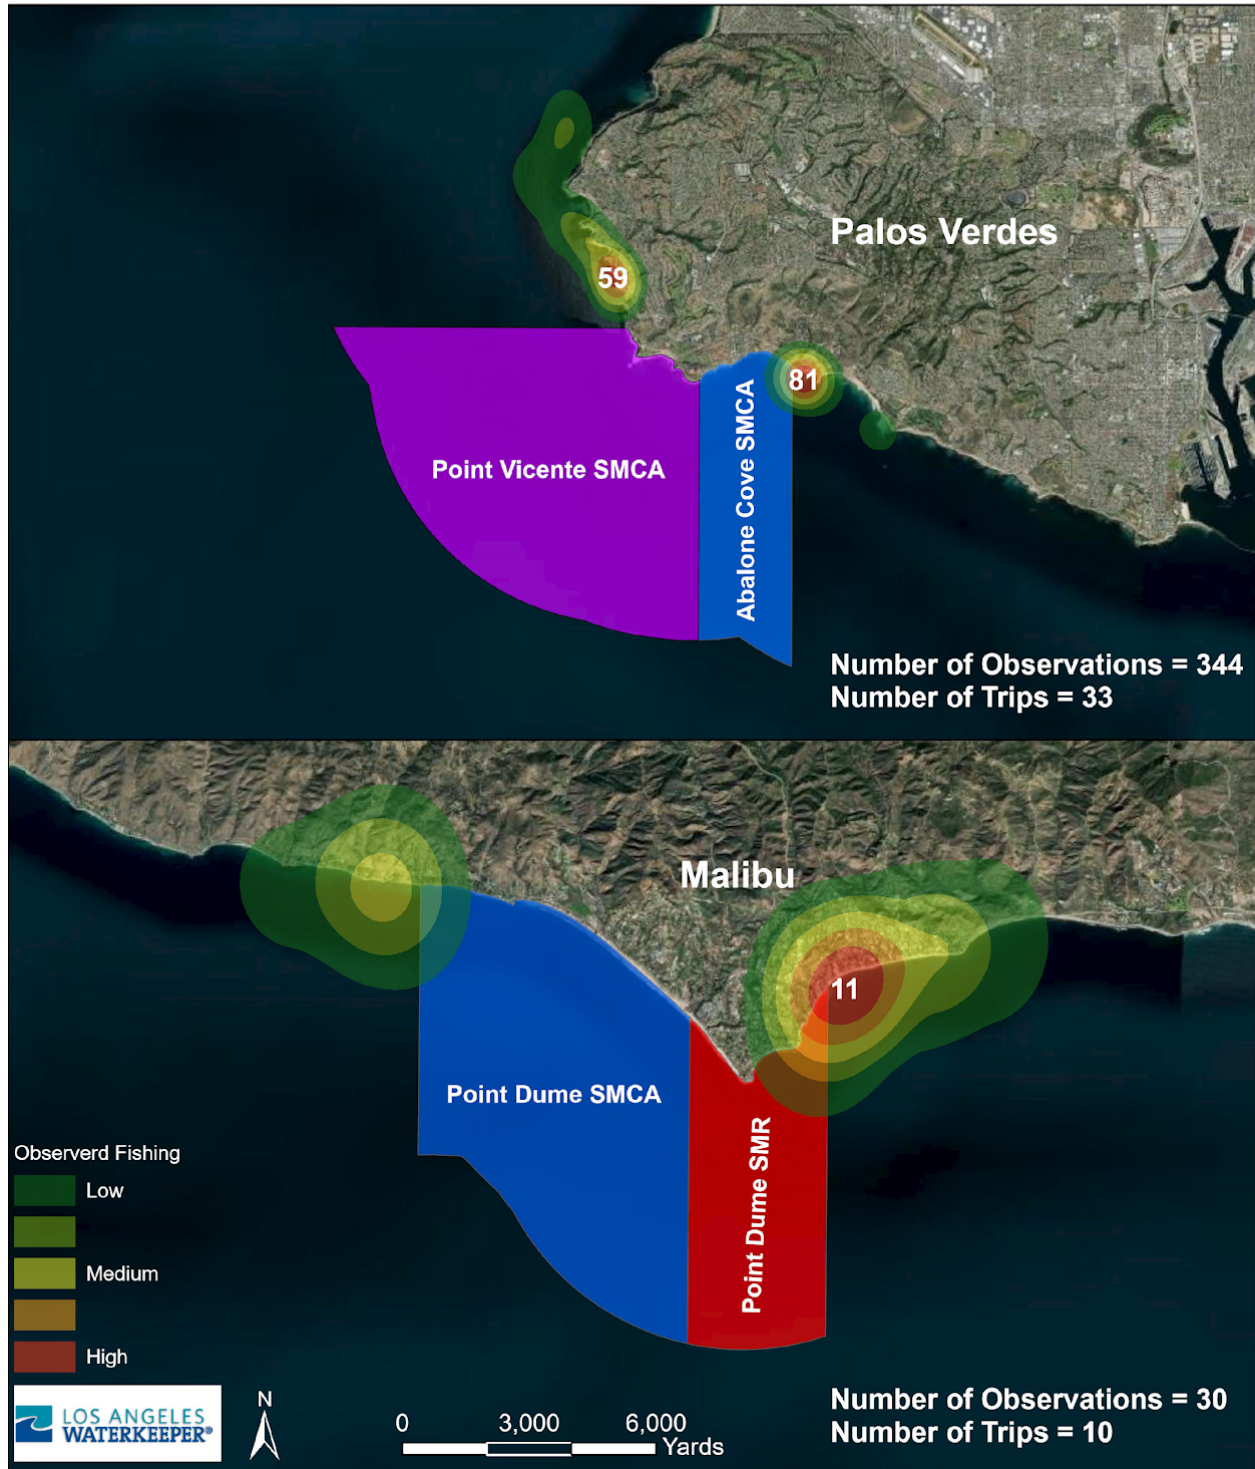 Palos Verdes
59
81
Point Vicente SMCA
Abalone Cove SMCA
Number of Observations = 344
Number of Trips = 33
Malibu
11
Point Dume SMCA
Point Dume SMR
Observerd Fishing
Low
Medium
High
LOS ANGELES
WATERKEEPER®
N
0 3,000 6,000
Yards
Number of Observations = 30
Number of Trips = 10